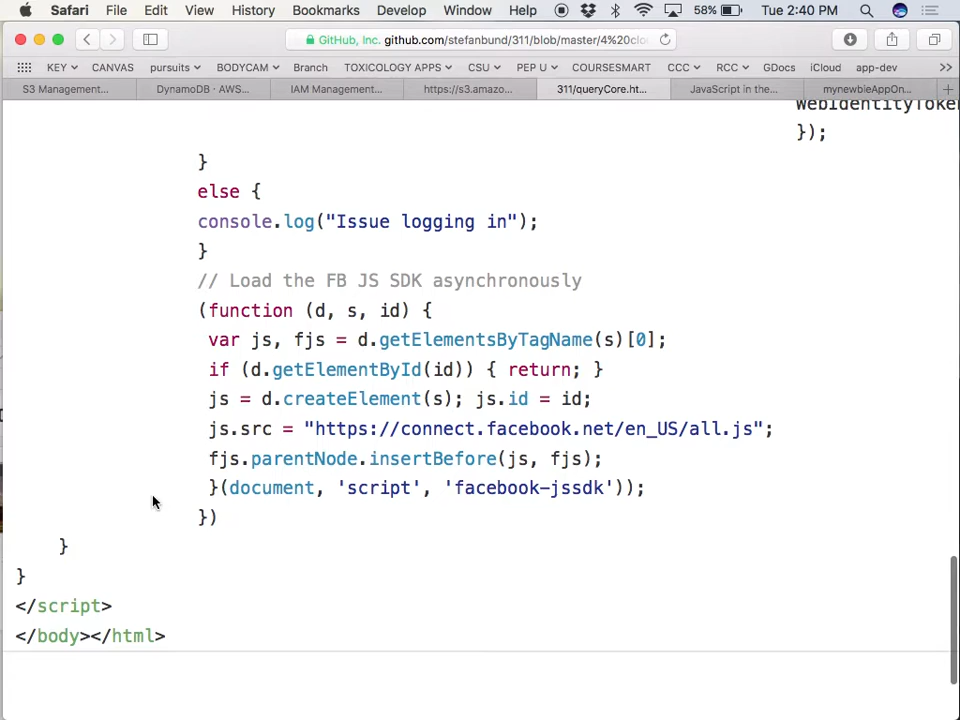 Safari File Edit View History Bookmarks Develop Window Help 58% Tue 2:40 PM
GitHub, Inc. github.com/stefanbund/311/blob/master/4%20clo
KEY CANVAS pursuits BODYCAM Branch TOXICOLOGY APPS CSU PEP U COURSESMART CCC RCC GDocs iCloud app-dev >>
S3 Management... DynamoDB · AWS... IAM Management... https://s3.amazo... 311/queryCore.ht... JavaScript in the... mynewbieAppOn... +
WebIdentityToken
});
}
else {
console.log("Issue logging in");
}
// Load the FB JS SDK asynchronously
(function (d, s, id) {
var js, fjs = d.getElementsByTagName(s)[0];
if (d.getElementById(id)) { return; }
js = d.createElement(s); js.id = id;
js.src = "https://connect.facebook.net/en_US/all.js";
fjs.parentNode.insertBefore(js, fjs);
}(document, 'script', 'facebook-jssdk'));
})
}
}
</script>
</body></html>